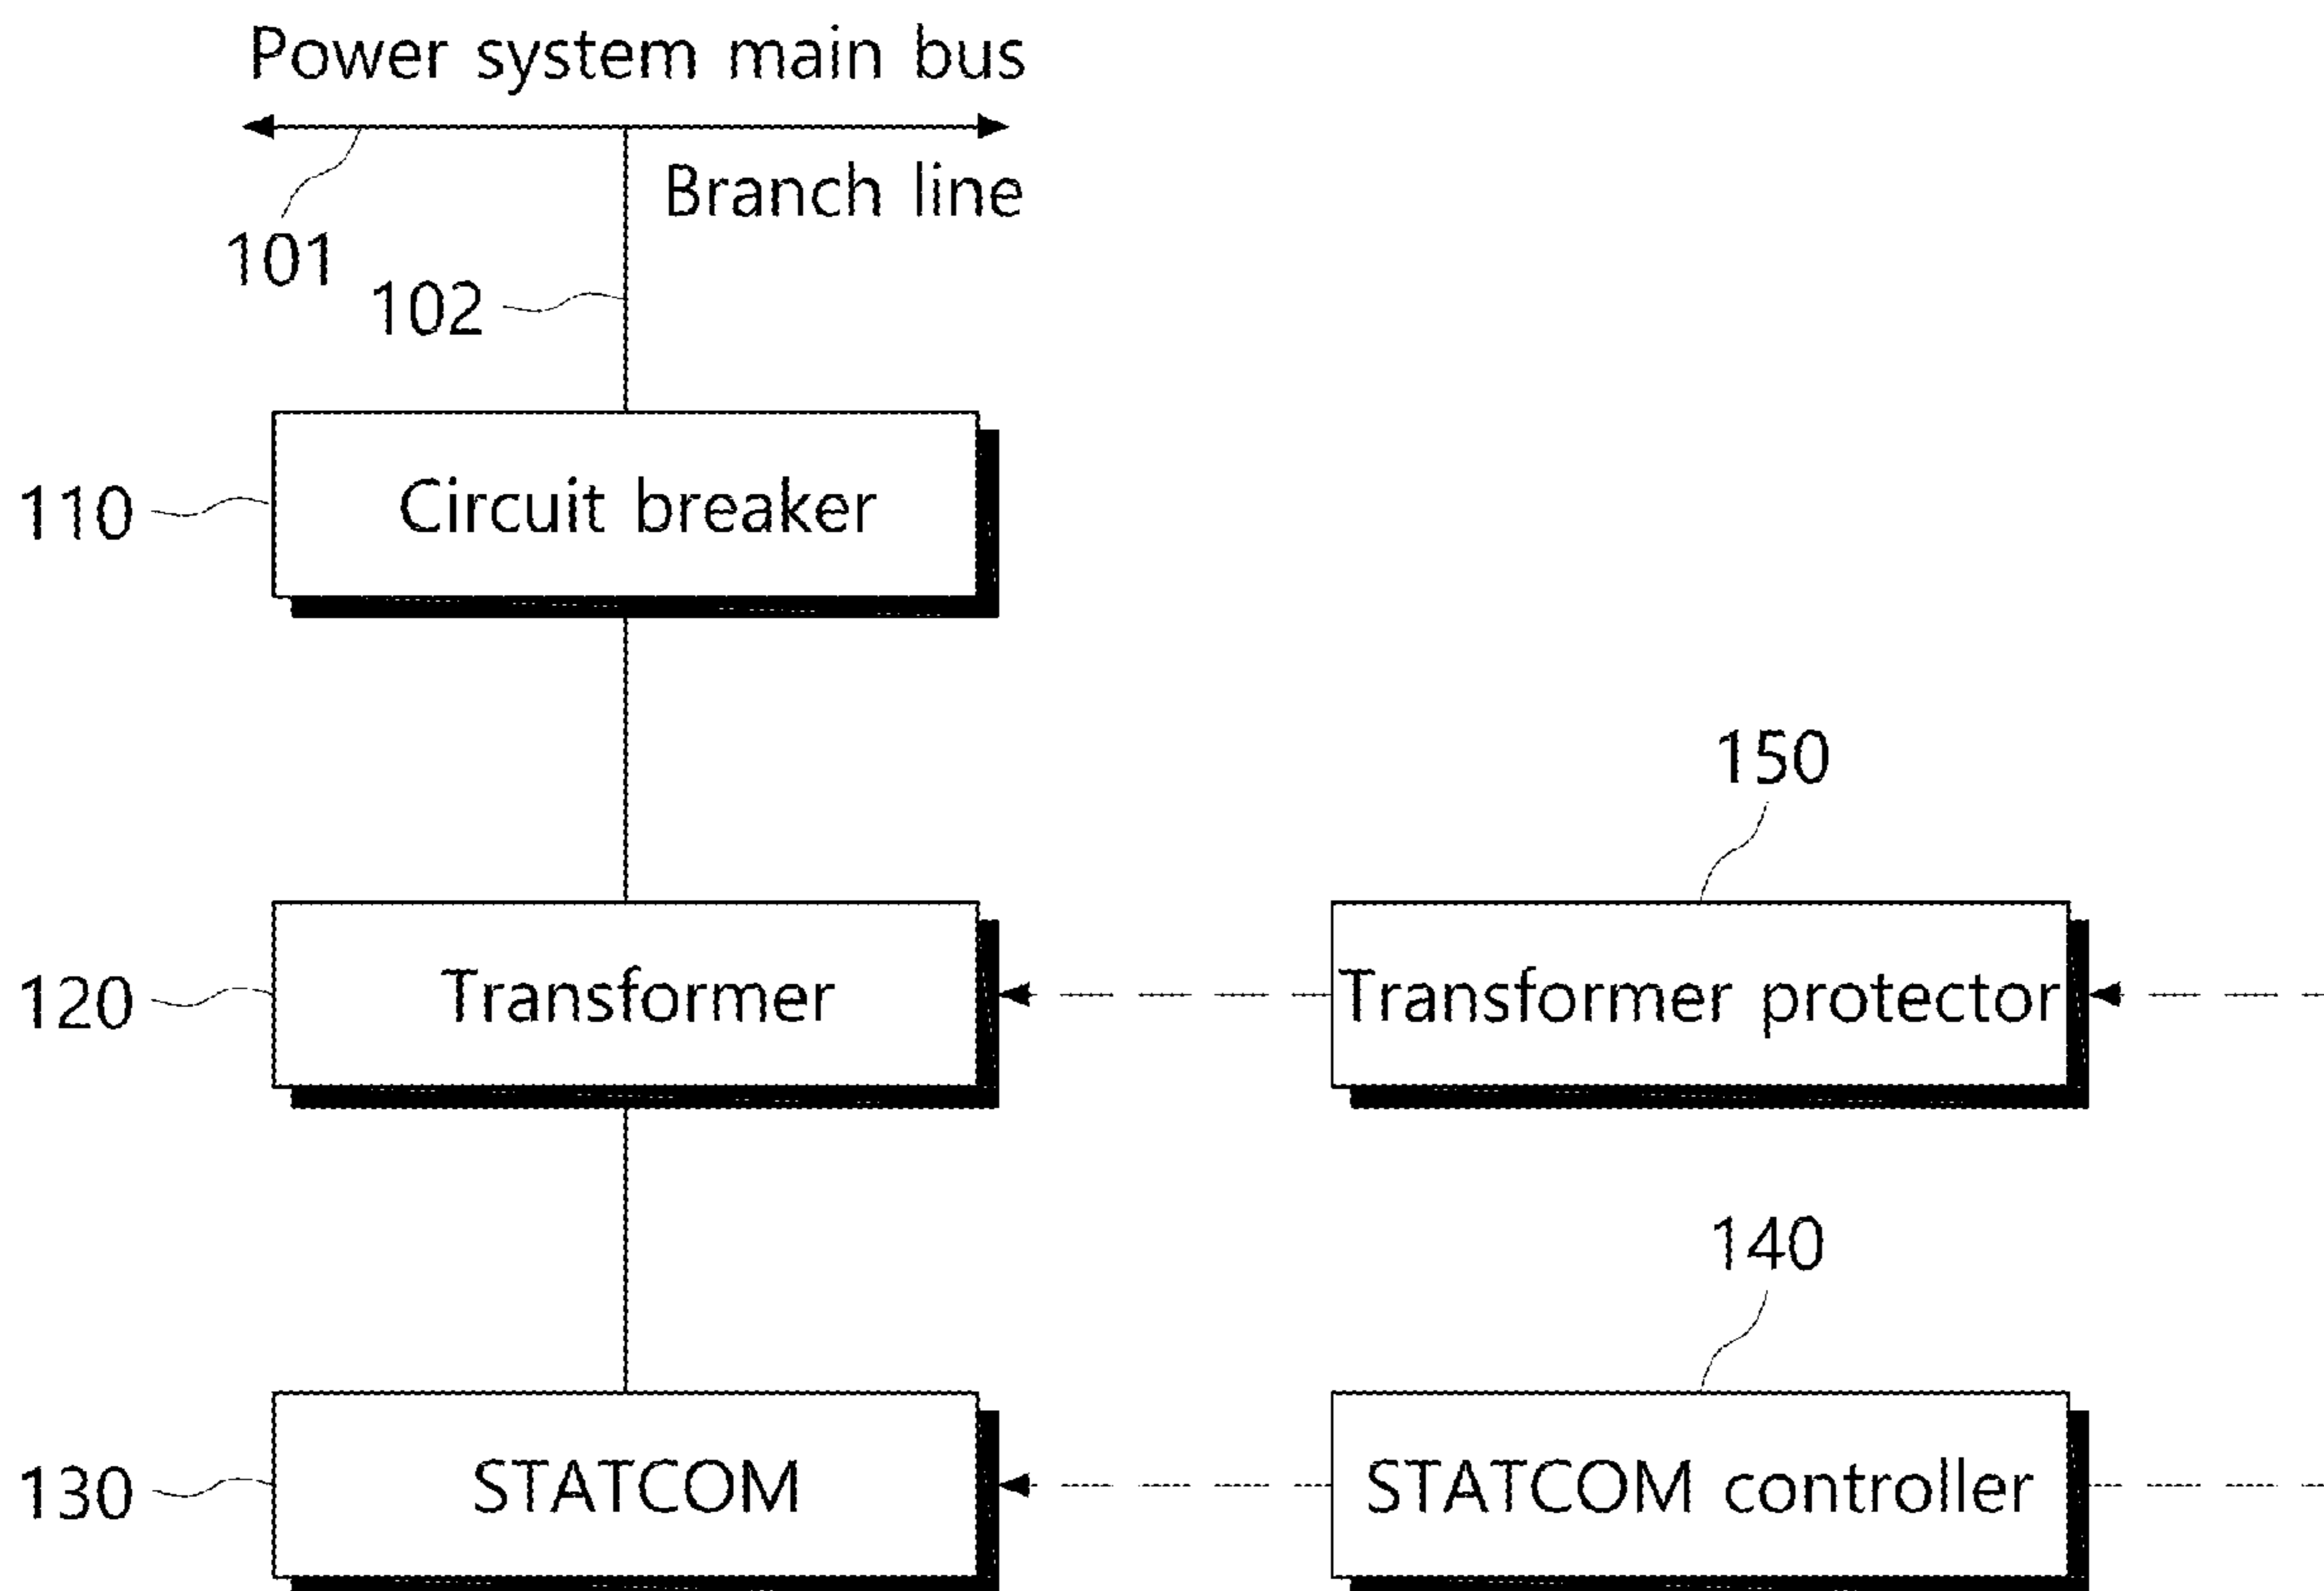 Power system main bus
Branch line
101
102
110
Circuit breaker
150
120
Transformer
Transformer protector
140
130
STATCOM
STATCOM controller